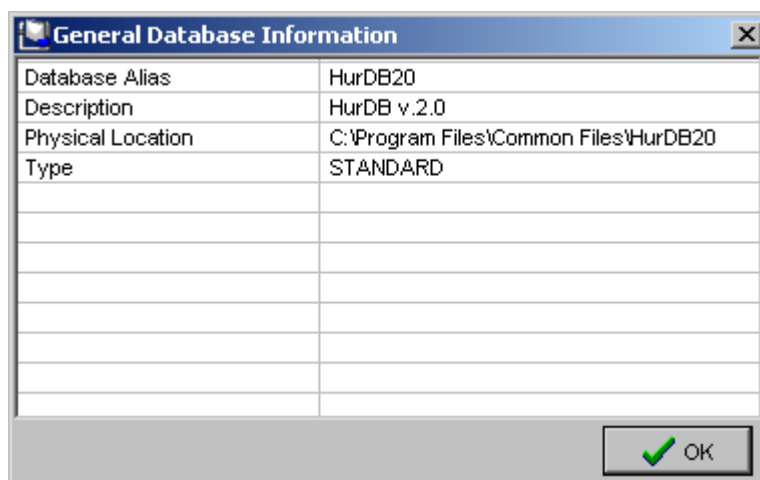 General Database Information
Database Alias HurDB20
Description HurDB v.2.0
Physical Location C:\Program Files\Common Files\HurDB20
Type STANDARD
OK